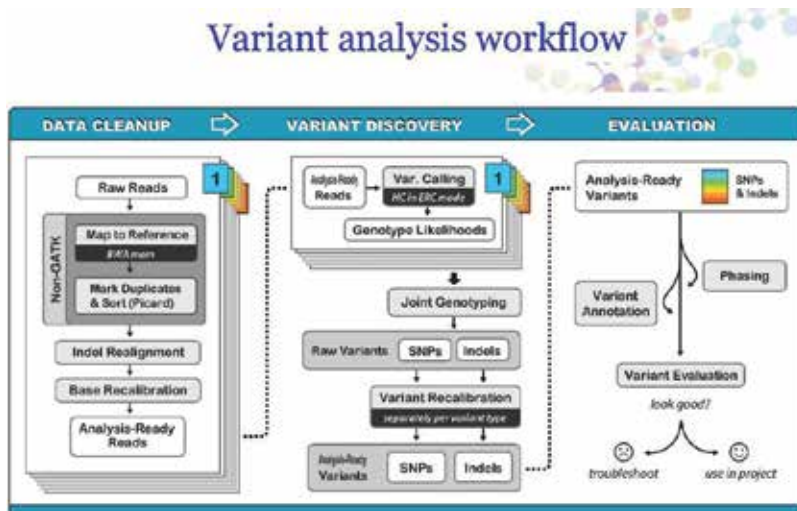 Variant analysis workflow
DATA CLEANUP
VARIANT DISCOVERY
EVALUATION
1
Raw Reads
Non-GATK
Map to Reference
BWA mem
Mark Duplicates
& Sort (Picard)
Indel Realignment
Base Recalibration
Analysis-Ready
Reads
1
Analysis-Ready
Reads
Var. Calling
HC in ERC mode
Genotype Likelihoods
Joint Genotyping
Raw Variants
SNPs
Indels
Variant Recalibration
separately per variant type
Analysis-Ready
Variants
SNPs
Indels
Analysis-Ready
Variants
SNPs
& Indels
Phasing
Variant
Annotation
Variant Evaluation
look good?
troubleshoot
use in project